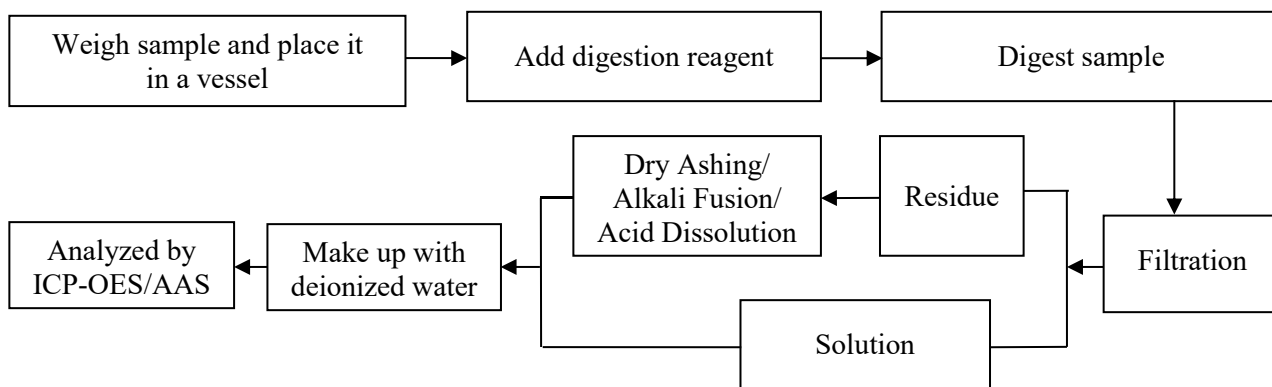 Weigh sample and place it
in a vessel
Add digestion reagent
Digest sample
Filtration
Residue
Dry Ashing/
Alkali Fusion/
Acid Dissolution
Solution
Make up with
deionized water
Analyzed by
ICP-OES/AAS